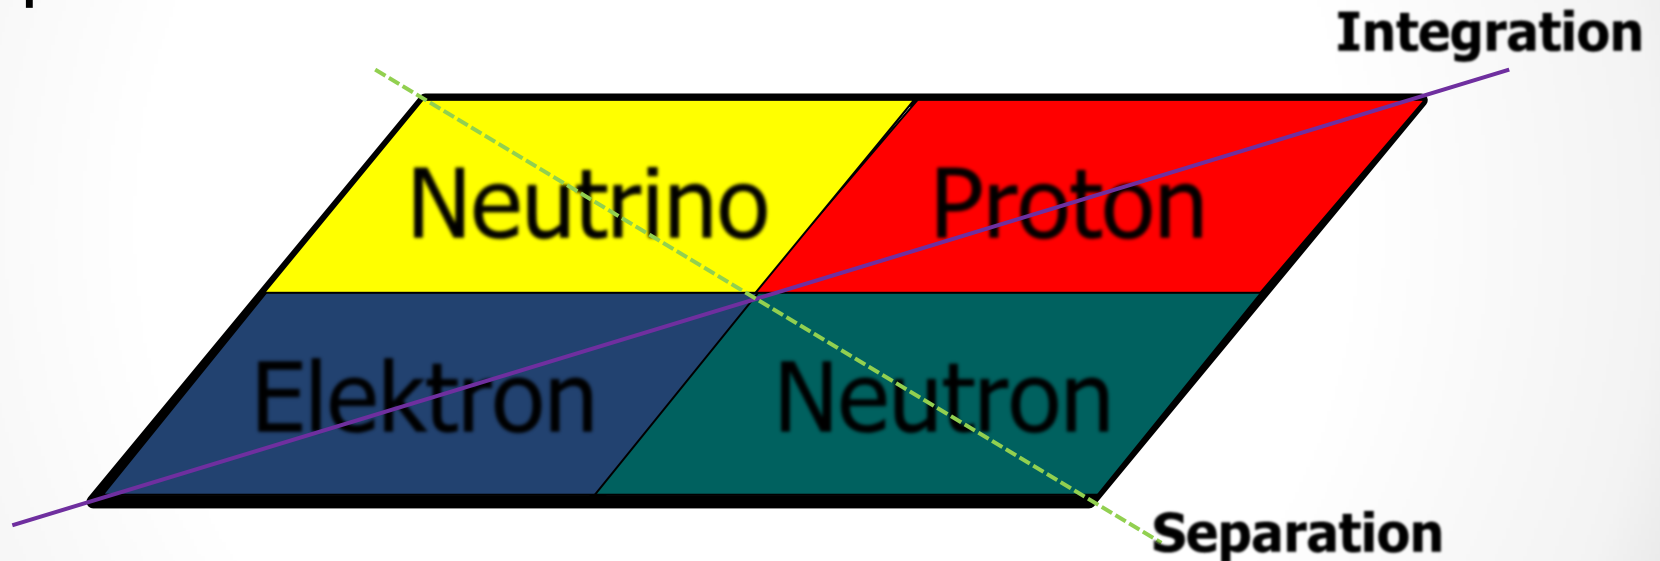 Integration
Neutrino
Proton
Elektron
Neutron
Separation